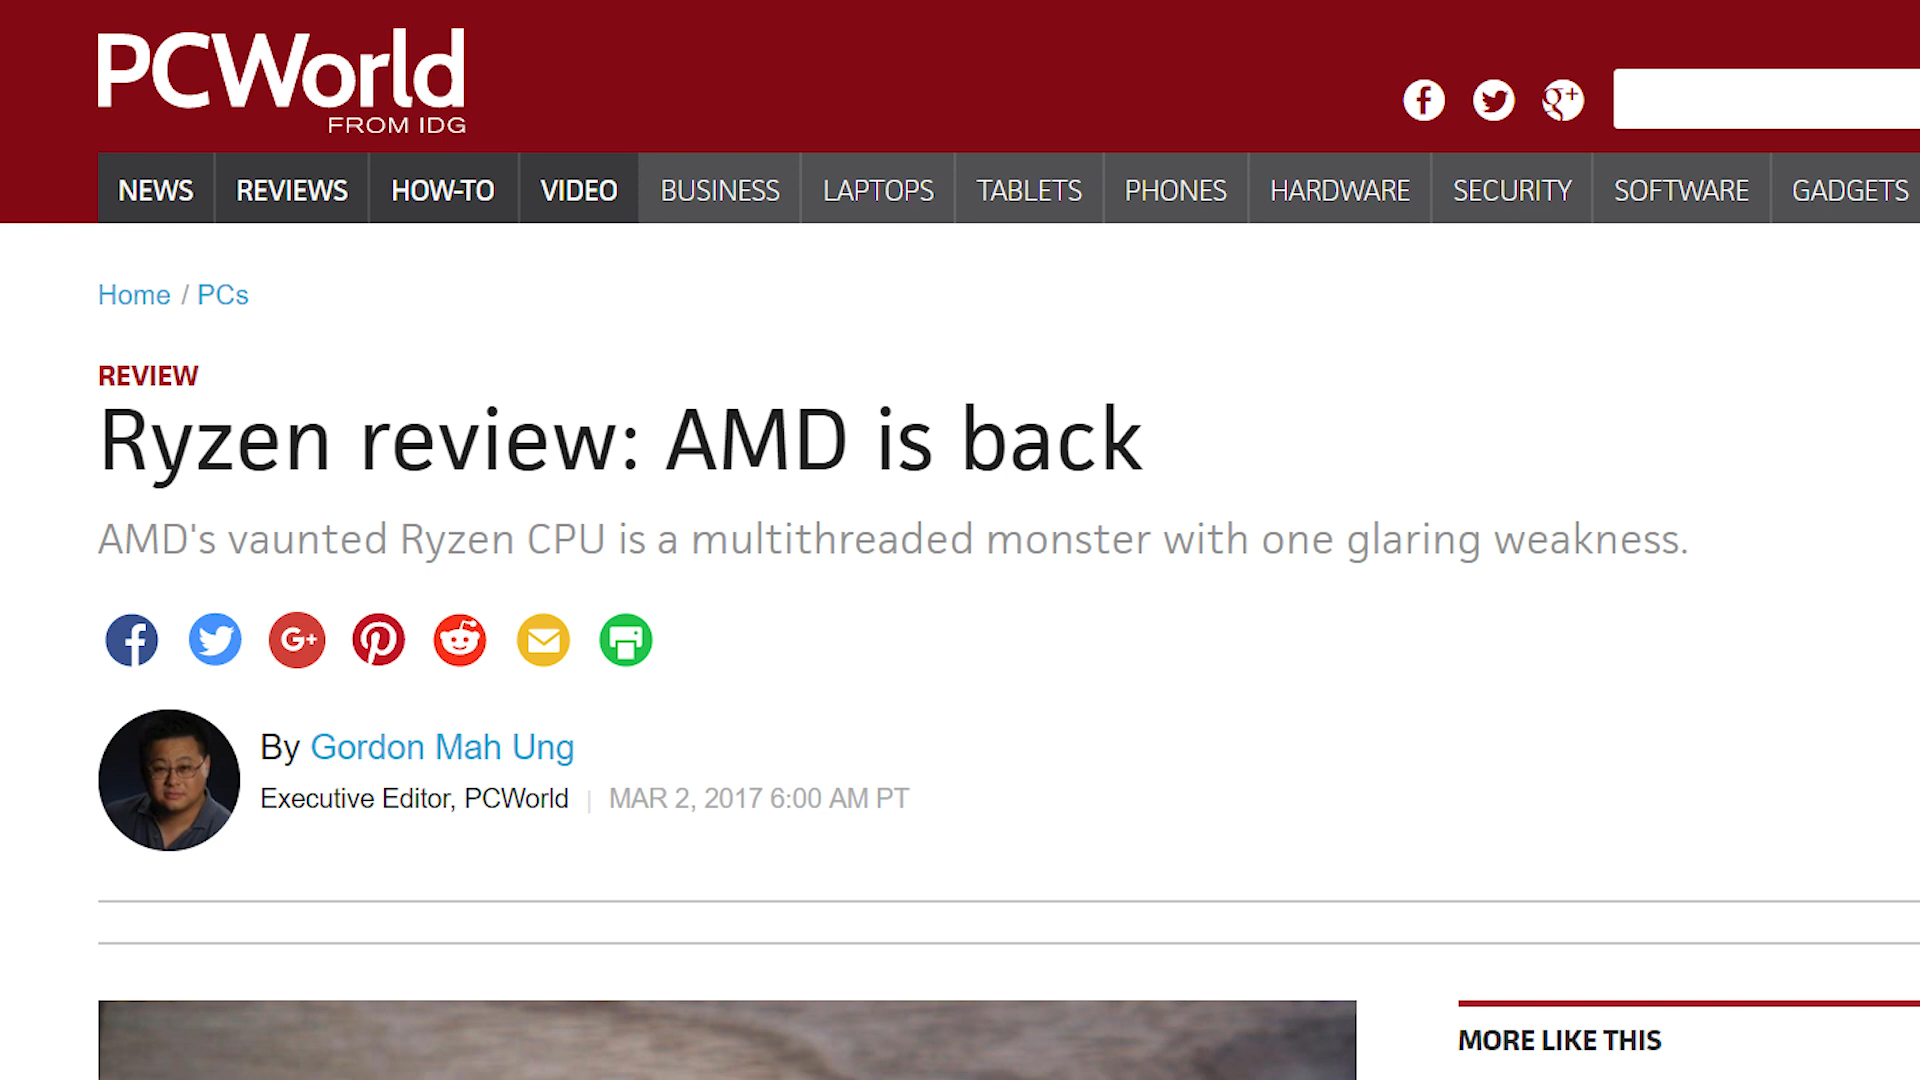 PCWorld
FROM IDG
NEWS REVIEWS HOW-TO VIDEO BUSINESS LAPTOPS TABLETS PHONES HARDWARE SECURITY SOFTWARE GADGETS
Home / PCs
REVIEW
Ryzen review: AMD is back
AMD's vaunted Ryzen CPU is a multithreaded monster with one glaring weakness.
By Gordon Mah Ung
Executive Editor, PCWorld | MAR 2, 2017 6:00 AM PT
MORE LIKE THIS